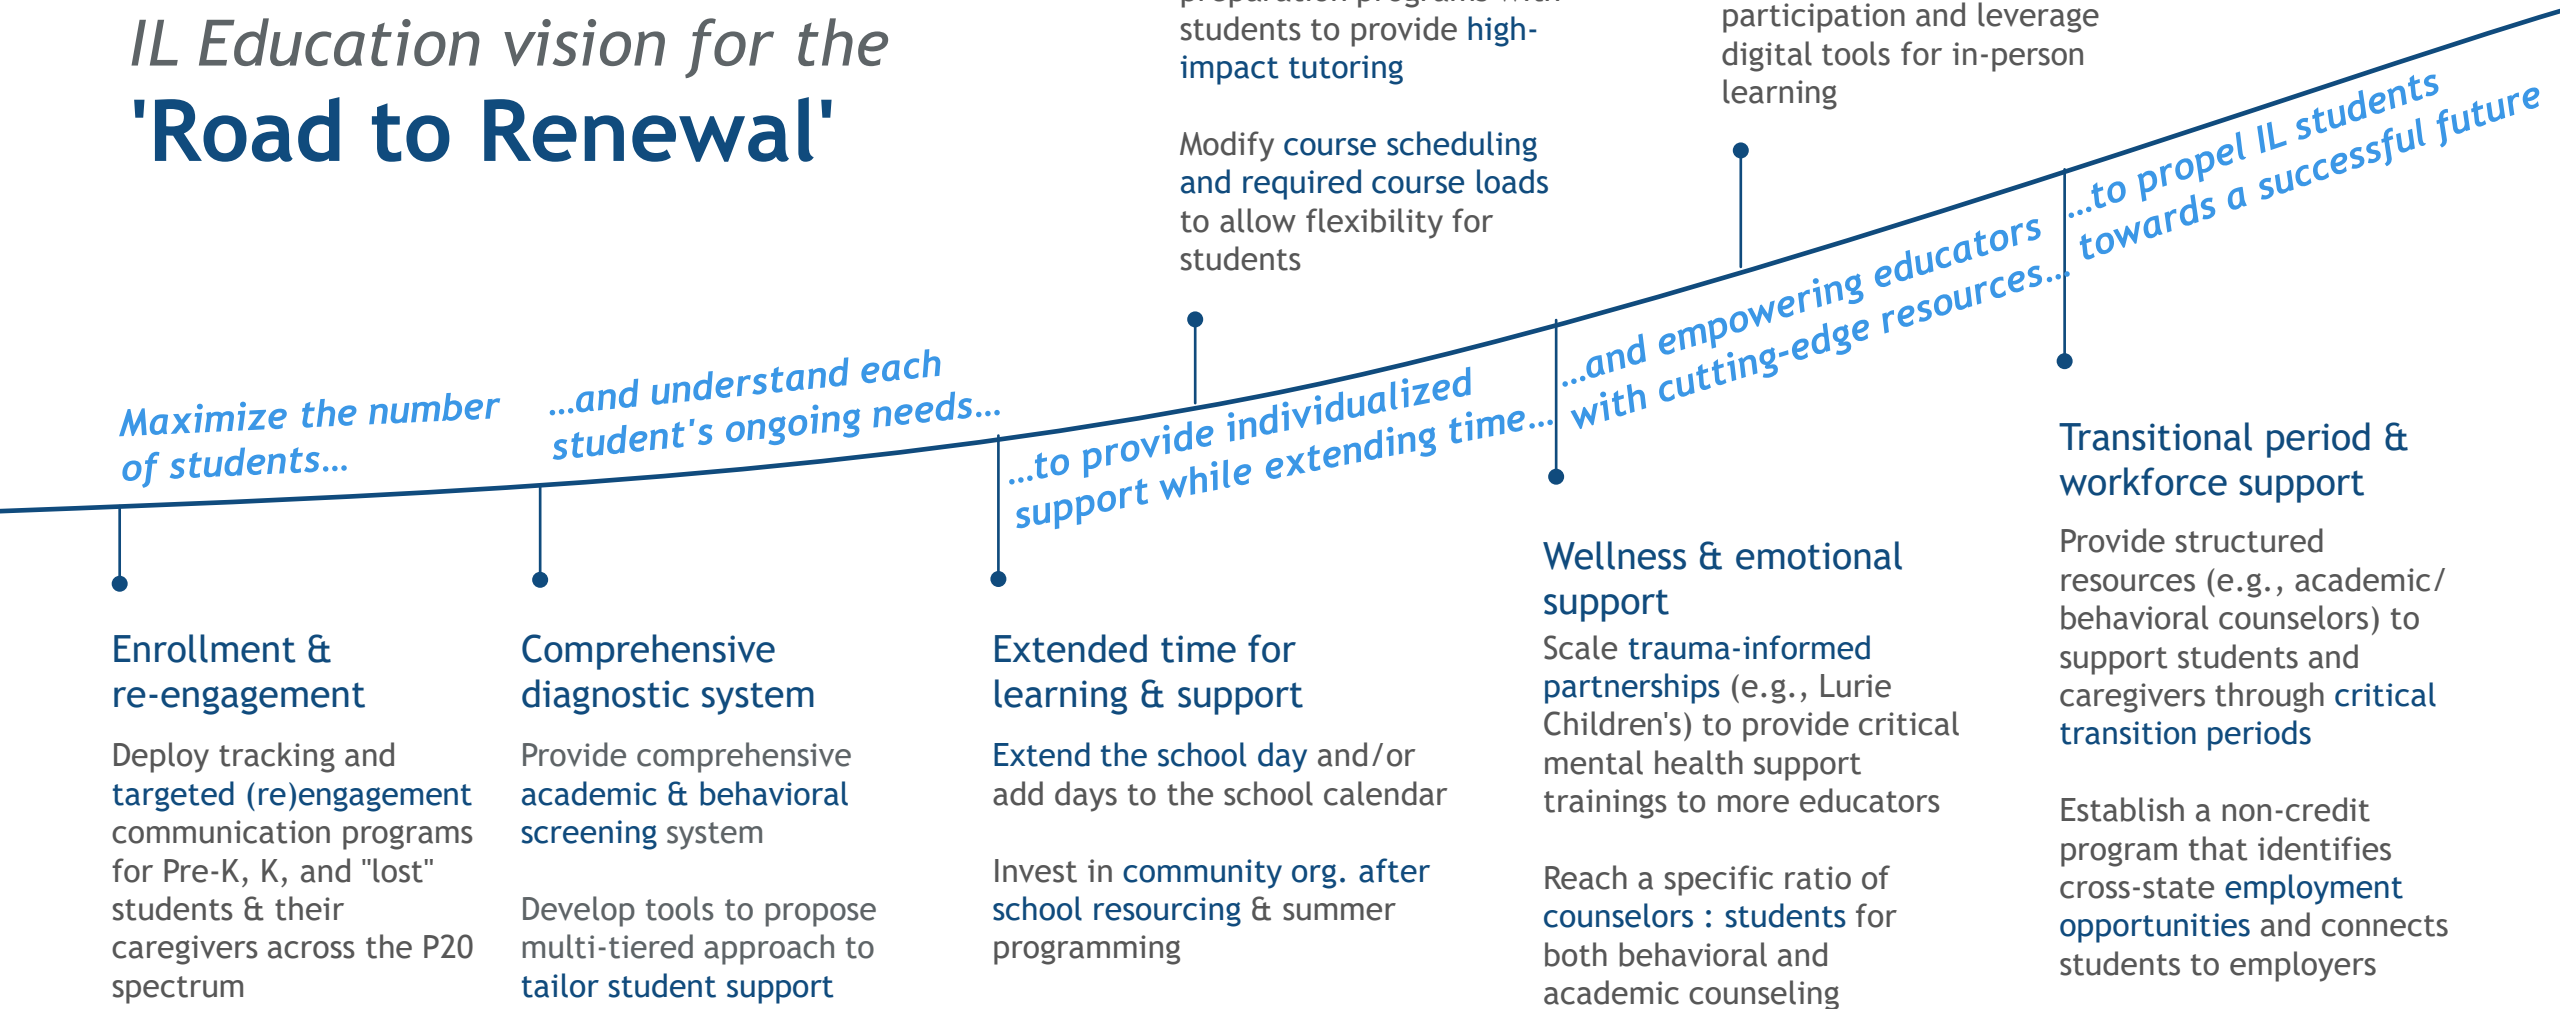 IL Education vision for the
'Road to Renewal'
students to provide high-
impact tutoring
Modify course scheduling
and required course loads
to allow flexibility for
students
participation and leverage
digital tools for in-person
learning
Maximize the number
of students...
...and understand each
student's ongoing needs...
...to provide individualized
support while extending time...
...and empowering educators
with cutting-edge resources...
...to propel IL students
towards a successful future
Enrollment &
re-engagement
Deploy tracking and
targeted (re)engagement
communication programs
for Pre-K, K, and "lost"
students & their
caregivers across the P20
spectrum
Comprehensive
diagnostic system
Provide comprehensive
academic & behavioral
screening system
Develop tools to propose
multi-tiered approach to
tailor student support
Extended time for
learning & support
Extend the school day and/or
add days to the school calendar
Invest in community org. after
school resourcing & summer
programming
Wellness & emotional
support
Scale trauma-informed
partnerships (e.g., Lurie
Children's) to provide critical
mental health support
trainings to more educators
Reach a specific ratio of
counselors : students for
both behavioral and
academic counseling
Transitional period &
workforce support
Provide structured
resources (e.g., academic/
behavioral counselors) to
support students and
caregivers through critical
transition periods
Establish a non-credit
program that identifies
cross-state employment
opportunities and connects
students to employers